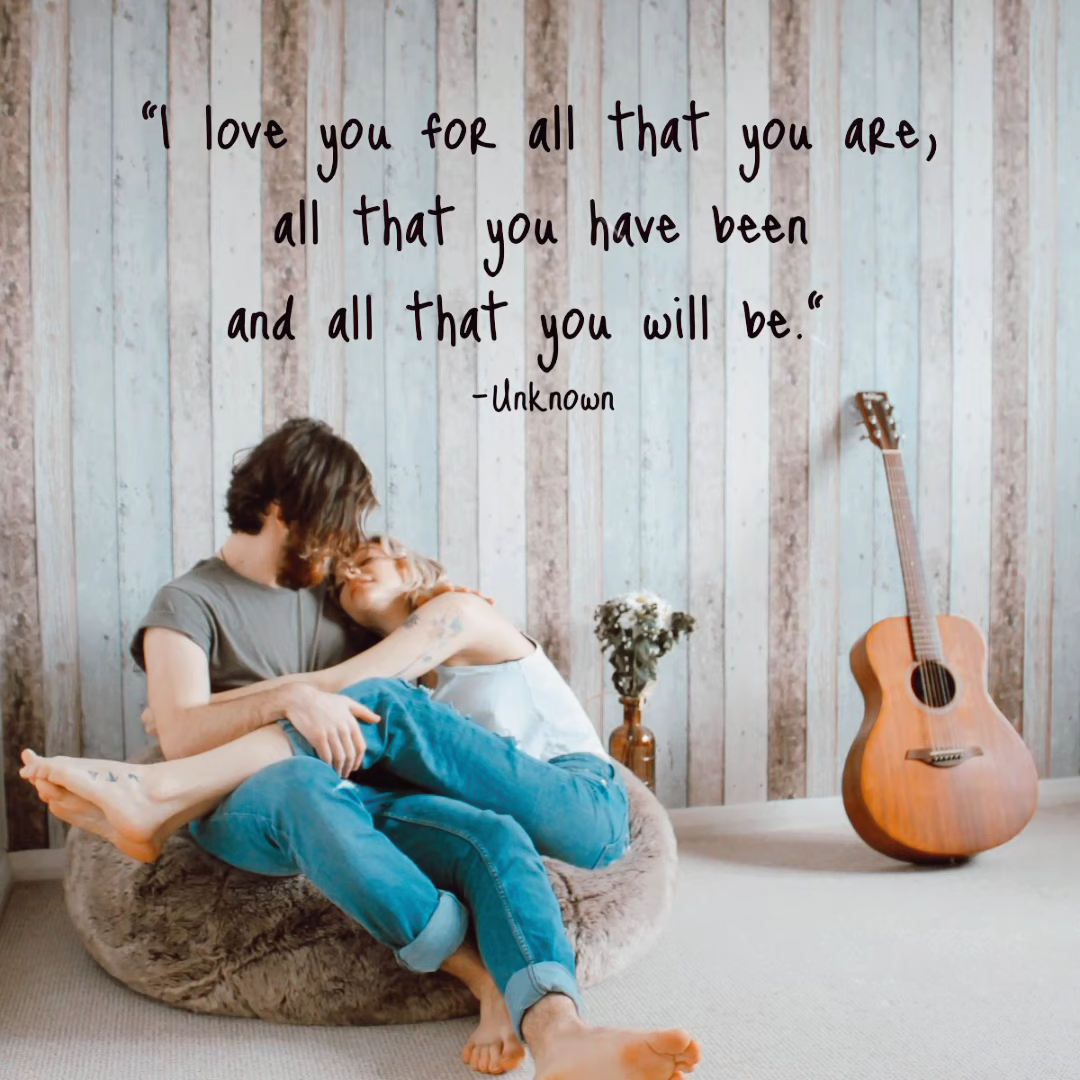 “I love you for all that you are,
all that you have been
and all that you will be.“
-Unknown